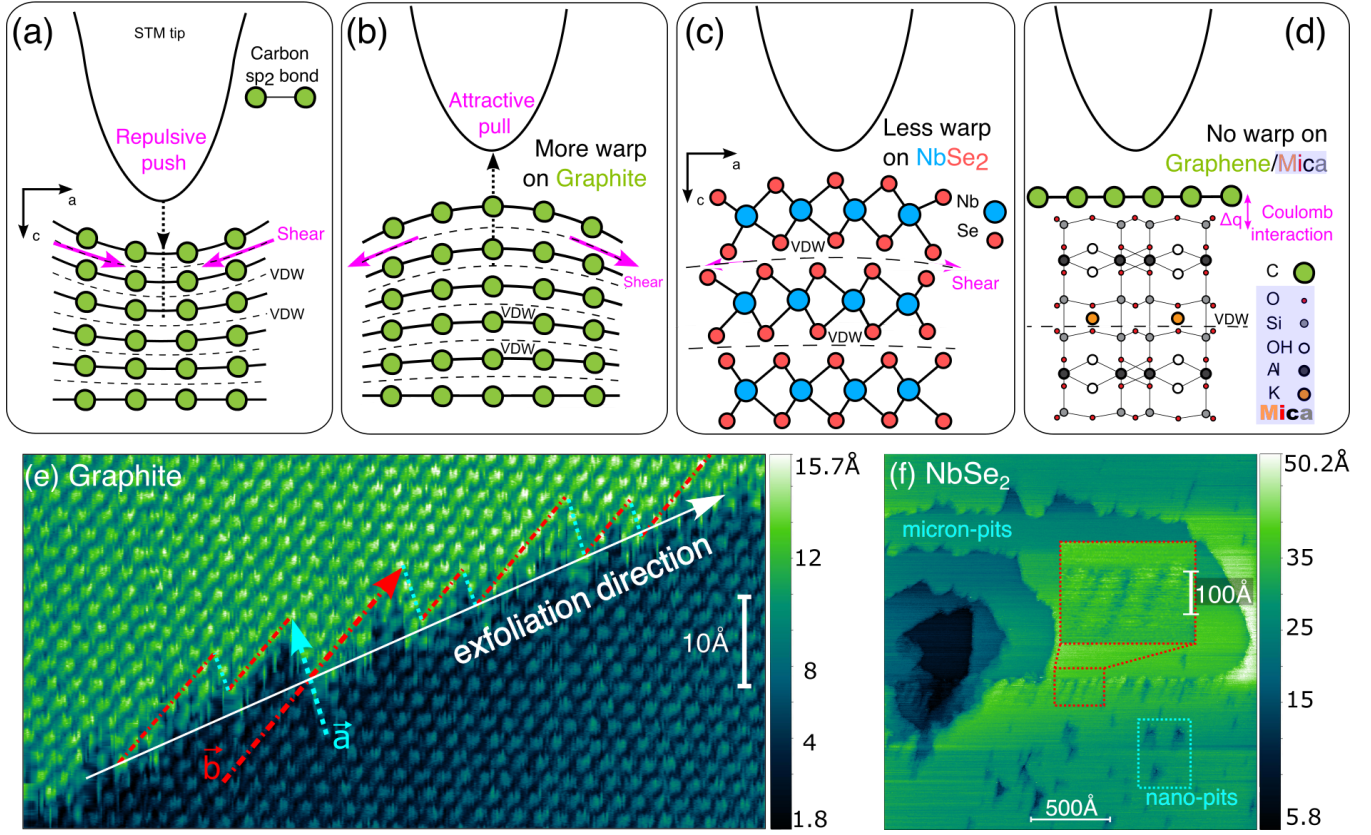 (a)
STM tip
Carbon
sp2 bond
Repulsive
push
a
c
Shear
VDW
VDW
(b)
Attractive
pull
More warp
on Graphite
Shear
VDW
VDW
(c)
Less warp
on NbSe2
a
c
Nb
Se
VDW
Shear
VDW
(d)
No warp on
Graphene/Mica
Δq
Coulomb
interaction
C
O
Si
OH
Al
K
Mica
VDW
(e) Graphite
exfoliation direction
a
b
10Å
15.7Å
12
8
4
1.8
(f) NbSe2
micron-pits
100Å
nano-pits
500Å
50.2Å
35
25
15
5.8